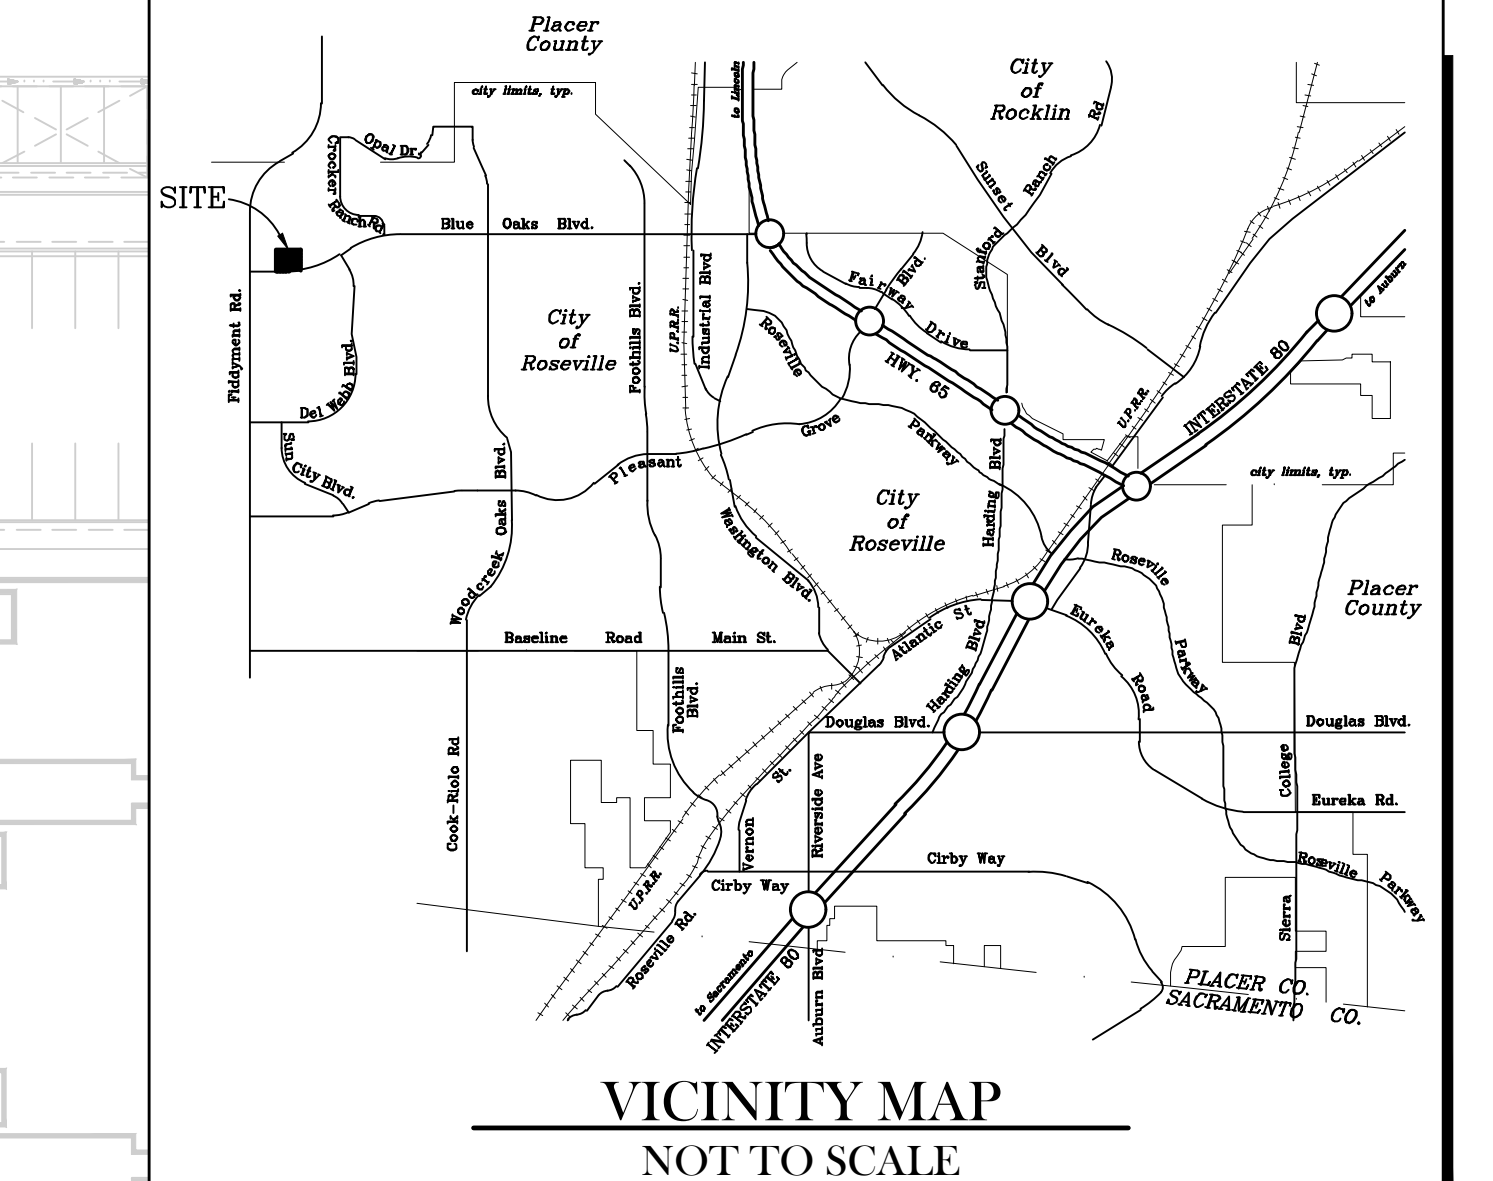 Placer
County
City
of
Rocklin
to Lincoln
city limits, typ.
Rd
Opal Dr.
Crocker
Ranch Rd
Sunset
Ranch
SITE
Blue Oaks Blvd.
Stanford
Blvd
Fairway
Blvd.
Industrial Blvd
to Auburn
Fiddyment Rd.
City
of
Roseville
Foothills Blvd.
U.P.R.R.
Roseville
Drive
HWY. 65
INTERSTATE 80
U.P.R.R.
Del Webb Blvd.
Sun
City Blvd.
Grove
Parkway
Pleasant
Harding Blvd
city limits, typ.
Woodcreek Oaks Blvd.
City
of
Roseville
Washington Blvd.
Roseville
Placer
County
Atlantic St
Eureka
Blvd
Baseline Road
Main St.
Harding Blvd
Parkway
Road
Foothills
Blvd.
Douglas Blvd.
Douglas Blvd.
Cook-Riolo Rd
St.
Riverside Ave
College
Eureka Rd.
Vernon
Cirby Way
Cirby Way
Roseville
Parkway
U.P.R.R.
Roseville Rd.
Sierra
to Sacramento
INTERSTATE 80
Auburn Blvd
PLACER CO.
SACRAMENTO CO.
VICINITY MAP
NOT TO SCALE